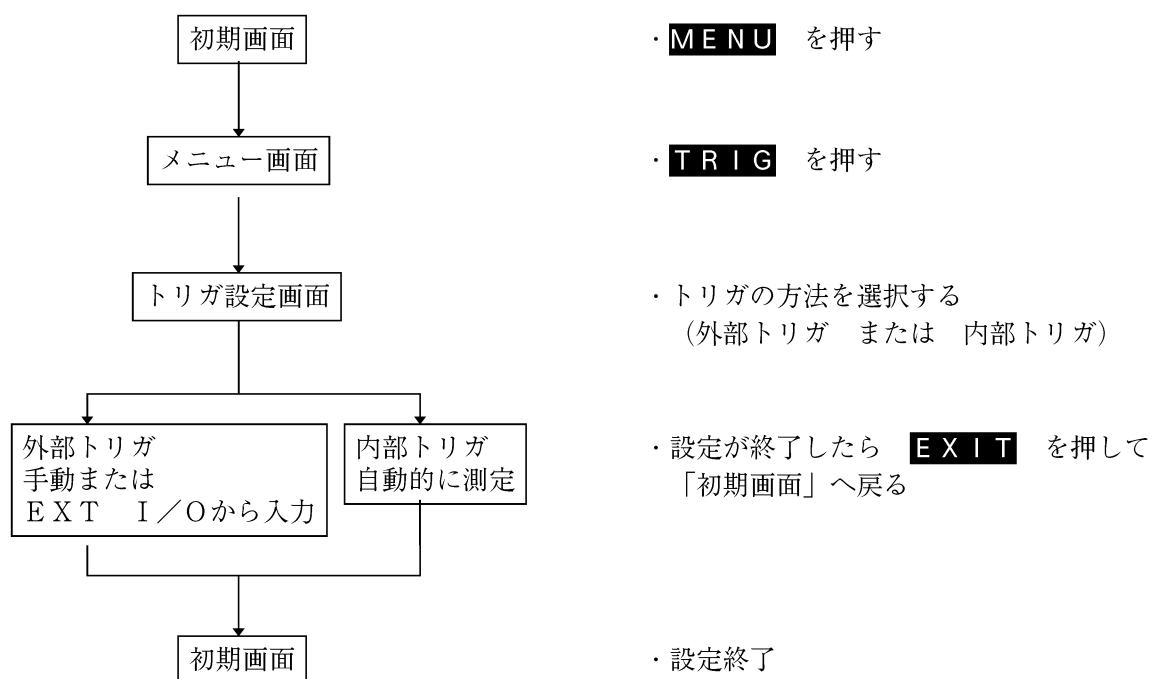 初期画面
・ＭＥＮＵ　を押す
メニュー画面
・ＴＲＩＧ　を押す
トリガ設定画面
・トリガの方法を選択する
（外部トリガ　または　内部トリガ）
外部トリガ
手動または
ＥＸＴ　Ｉ／Ｏから入力
内部トリガ
自動的に測定
・設定が終了したら　ＥＸＩＴ　を押して
「初期画面」へ戻る
初期画面
・設定終了